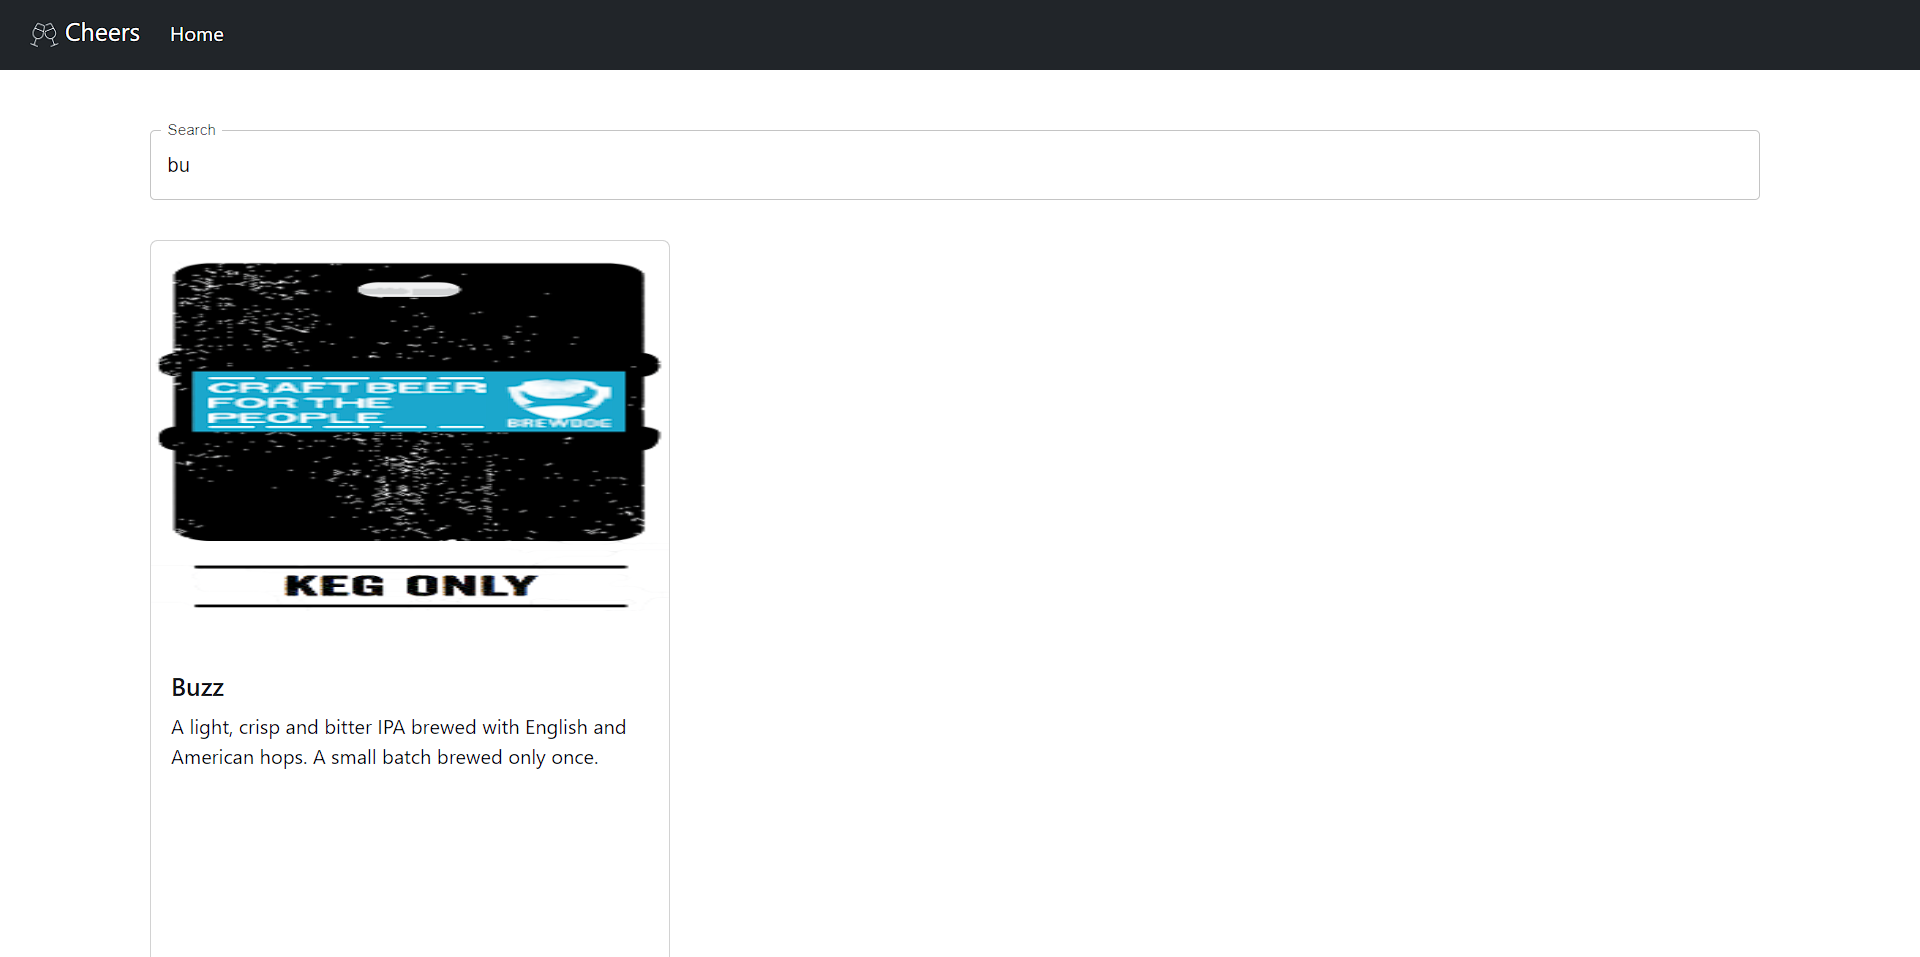 Cheers Home
Search
bu
CRAFT BEER
FOR THE
PEOPLE
BREWDOG
KEG ONLY
Buzz
A light, crisp and bitter IPA brewed with English and
American hops. A small batch brewed only once.